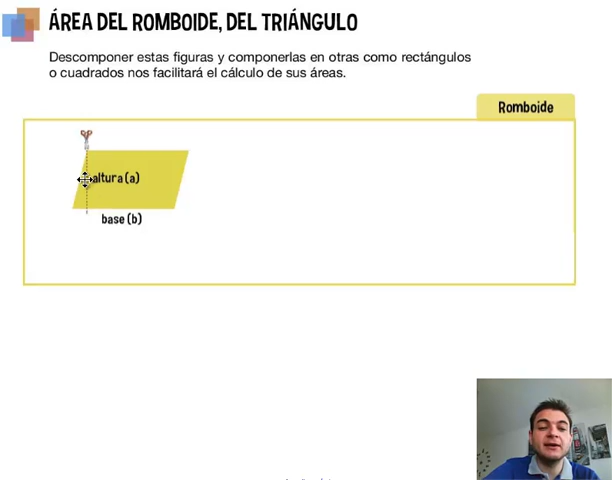 ÁREA DEL ROMBOIDE, DEL TRIÁNGULO
Descomponer estas figuras y componerlas en otras como rectángulos
o cuadrados nos facilitará el cálculo de sus áreas.
Romboide
altura (a)
base (b)